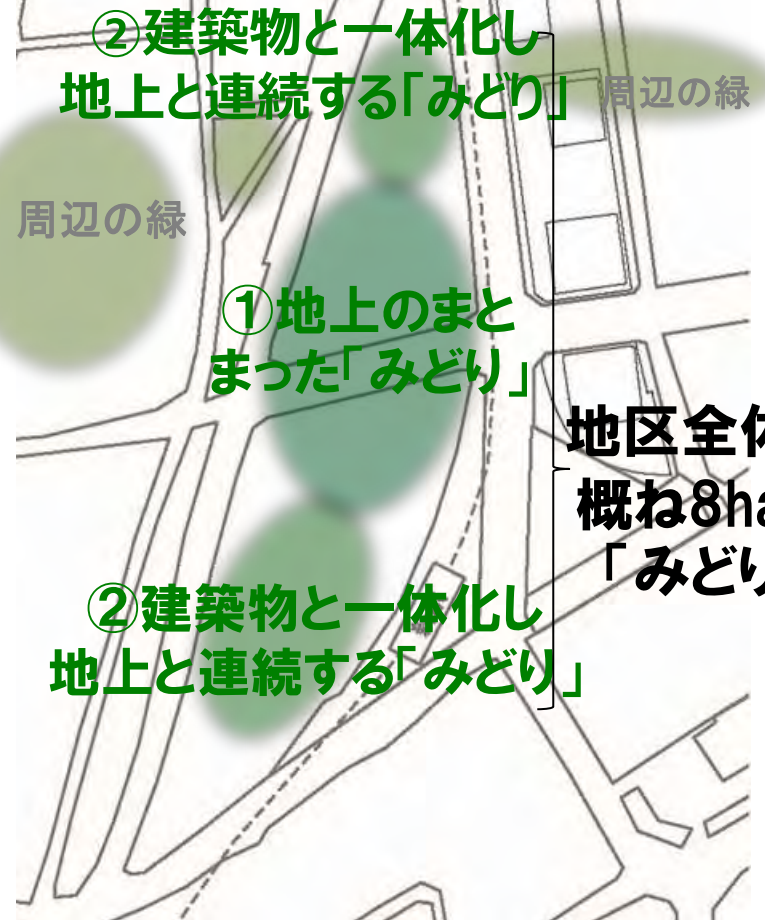 ②建築物と一体化し
地上と連続する「みどり」
周辺の緑
周辺の緑
①地上のまと
まった「みどり」
地区全体
概ね8ha
「みどり
②建築物と一体化し
地上と連続する「みどり」